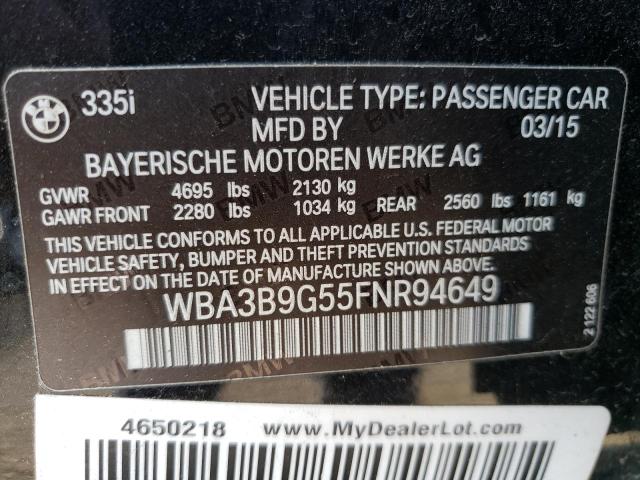 335i VEHICLE TYPE: PASSENGER CAR
MFD BY 03/15
BAYERISCHE MOTOREN WERKE AG
GVWR 4695 lbs 2130 kg
GAWR FRONT 2280 lbs 1034 kg REAR 2560 lbs 1161 kg
THIS VEHICLE CONFORMS TO ALL APPLICABLE U.S. FEDERAL MOTOR
VEHICLE SAFETY, BUMPER AND THEFT PREVENTION STANDARDS
IN EFFECT ON THE DATE OF MANUFACTURE SHOWN ABOVE.
WBA3B9G55FNR94649
2 122 606
4650218 www.MyDealerLot.com